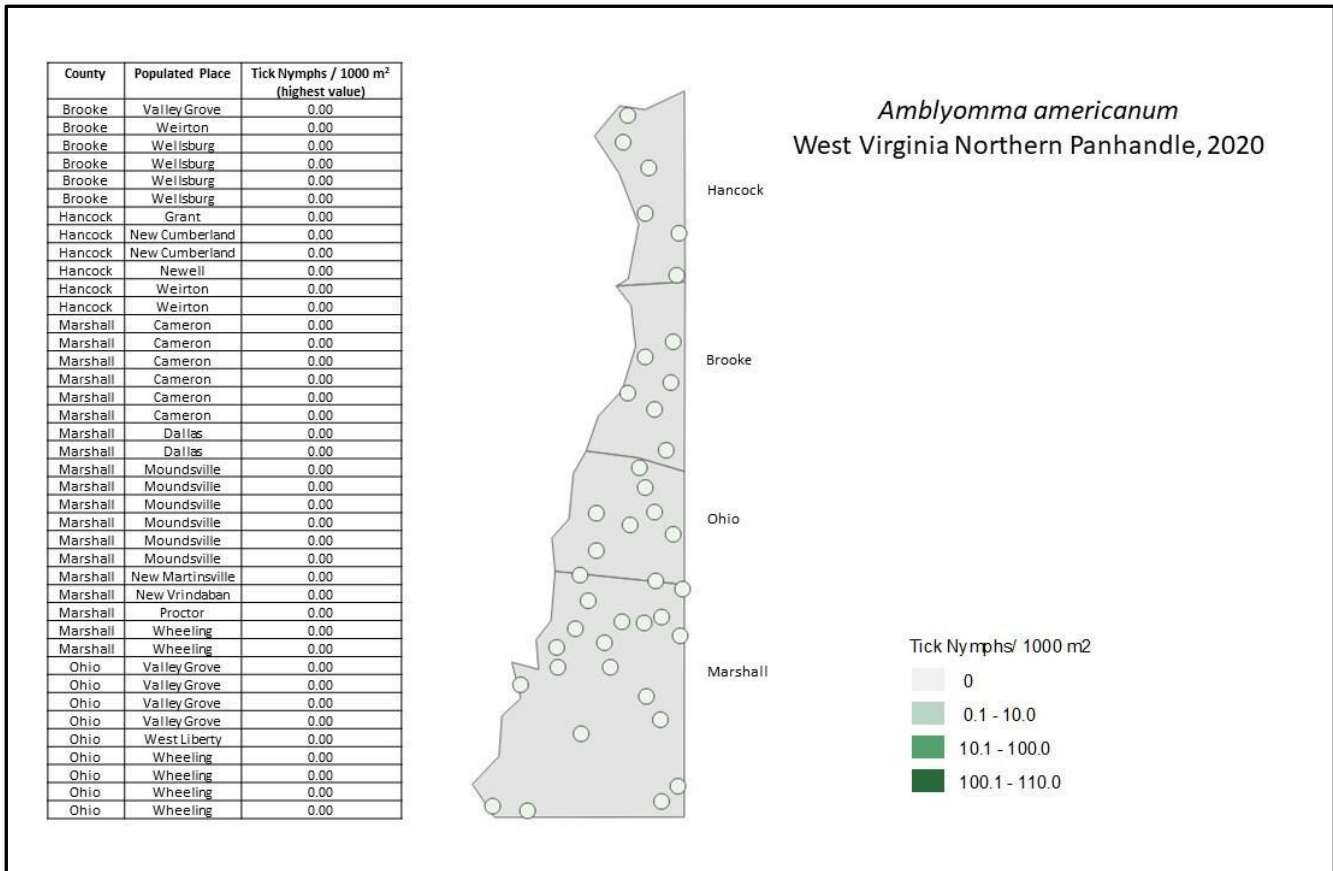 County Populated Place Tick Nymphs / 1000 m²
(highest value)
Brooke Valley Grove 0.00
Brooke Weirton 0.00
Brooke Wellsburg 0.00
Brooke Wellsburg 0.00
Brooke Wellsburg 0.00
Brooke Wellsburg 0.00
Hancock Grant 0.00
Hancock New Cumberland 0.00
Hancock New Cumberland 0.00
Hancock Newell 0.00
Hancock Weirton 0.00
Hancock Weirton 0.00
Marshall Cameron 0.00
Marshall Cameron 0.00
Marshall Cameron 0.00
Marshall Cameron 0.00
Marshall Cameron 0.00
Marshall Cameron 0.00
Marshall Dallas 0.00
Marshall Dallas 0.00
Marshall Moundsville 0.00
Marshall Moundsville 0.00
Marshall Moundsville 0.00
Marshall Moundsville 0.00
Marshall Moundsville 0.00
Marshall Moundsville 0.00
Marshall New Martinsville 0.00
Marshall New Vrindaban 0.00
Marshall Proctor 0.00
Marshall Wheeling 0.00
Marshall Wheeling 0.00
Ohio Valley Grove 0.00
Ohio Valley Grove 0.00
Ohio Valley Grove 0.00
Ohio Valley Grove 0.00
Ohio West Liberty 0.00
Ohio Wheeling 0.00
Ohio Wheeling 0.00
Ohio Wheeling 0.00
Ohio Wheeling 0.00
Amblyomma americanum
West Virginia Northern Panhandle, 2020
Hancock
Brooke
Ohio
Marshall
Tick Nymphs/ 1000 m2
0
0.1 - 10.0
10.1 - 100.0
100.1 - 110.0